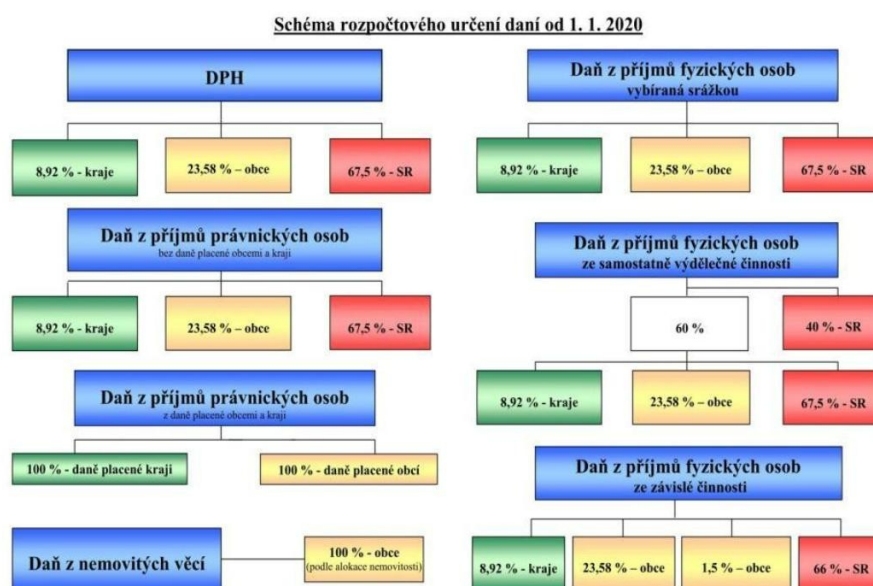 Schéma rozpočtového určení daní od 1. 1. 2020
DPH
8,92 % - kraje
23,58 % – obce
67,5 % - SR
Daň z příjmů právnických osob
bez daně placené obcemi a kraji
8,92 % - kraje
23,58 % – obce
67,5 % - SR
Daň z příjmů právnických osob
z daně placené obcemi a kraji
100 % - daně placené kraji
100 % - daně placené obcí
Daň z nemovitých věcí
100 % - obce
(podle alokace nemovitosti)
Daň z příjmů fyzických osob
vybíraná srážkou
8,92 % - kraje
23,58 % – obce
67,5 % - SR
Daň z příjmů fyzických osob
ze samostatně výdělečné činnosti
60 %
40 % - SR
8,92 % - kraje
23,58 % – obce
67,5 % - SR
Daň z příjmů fyzických osob
ze závislé činnosti
8,92 % - kraje
23,58 % – obce
1,5 % – obce
66 % - SR